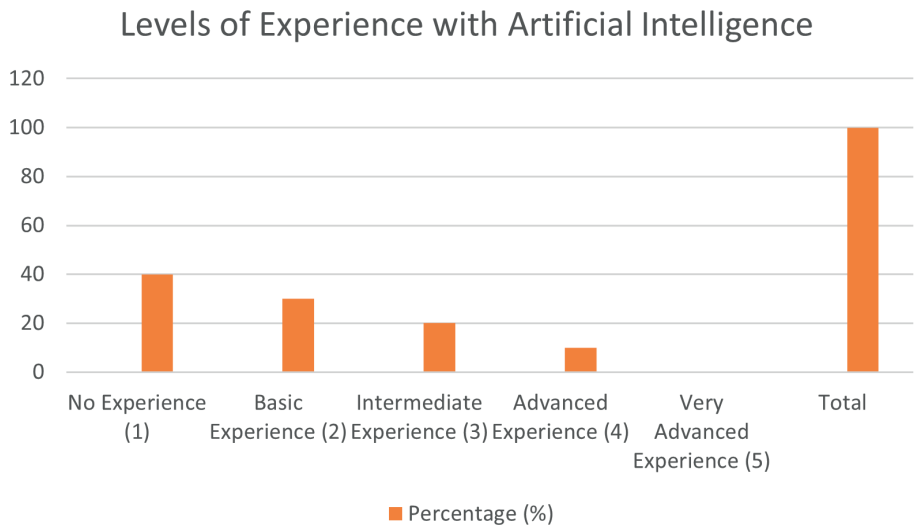 Levels of Experience with Artificial Intelligence
120
100
80
60
40
20
0
No Experience (1)
Basic Experience (2)
Intermediate Experience (3)
Advanced Experience (4)
Very Advanced Experience (5)
Total
Percentage (%)